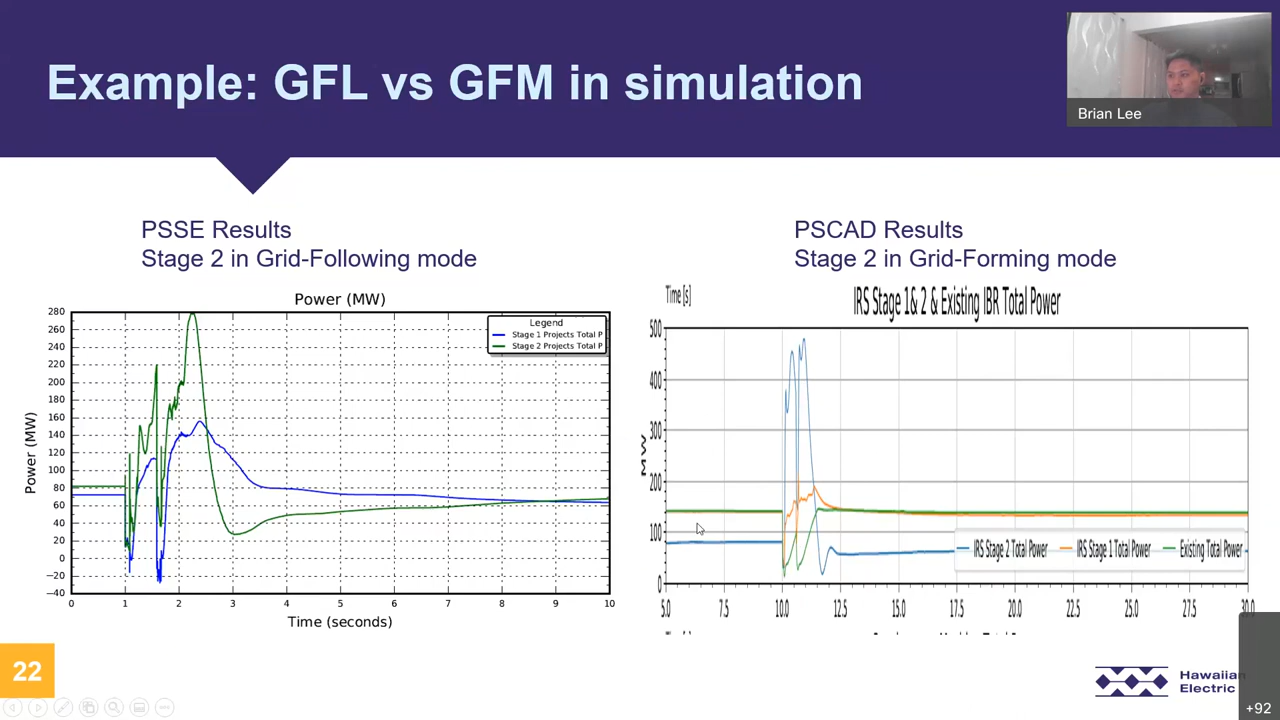 Example: GFL vs GFM in simulation
Brian Lee
PSSE Results
Stage 2 in Grid-Following mode
PSCAD Results
Stage 2 in Grid-Forming mode
Power (MW)
Legend
Stage 1 Projects Total P
Stage 2 Projects Total P
280
260
240
220
200
180
160
140
120
100
80
60
40
20
0
−20
−40
Power (MW)
0 1 2 3 4 5 6 7 8 9 10
Time (seconds)
Time [s]
IRS Stage 1& 2 & Existing IBR Total Power
500
400
300
200
100
0
MW
IRS Stage 2 Total Power
IRS Stage 1 Total Power
Existing Total Power
5.0 7.5 10.0 12.5 15.0 17.5 20.0 22.5 25.0 27.5 30.0
22
Hawaiian
Electric
+92